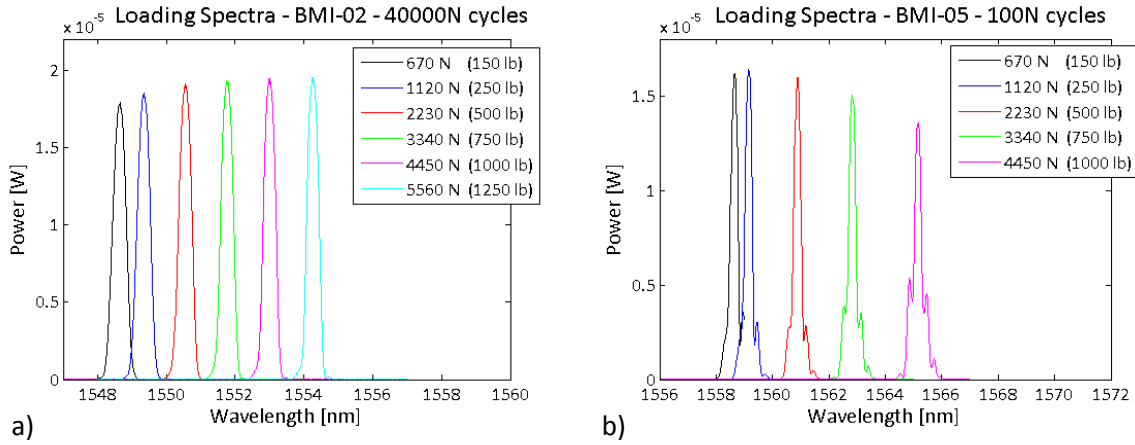 Loading Spectra - BMI-02 - 40000N cycles
x 10⁻⁵
2
1.5
1
0.5
0
Power [W]
1548 1550 1552 1554 1556 1558 1560
Wavelength [nm]
670 N (150 lb)
1120 N (250 lb)
2230 N (500 lb)
3340 N (750 lb)
4450 N (1000 lb)
5560 N (1250 lb)
a)
Loading Spectra - BMI-05 - 100N cycles
x 10⁻⁵
1.5
1
0.5
0
Power [W]
1556 1558 1560 1562 1564 1566 1568 1570 1572
Wavelength [nm]
670 N (150 lb)
1120 N (250 lb)
2230 N (500 lb)
3340 N (750 lb)
4450 N (1000 lb)
b)